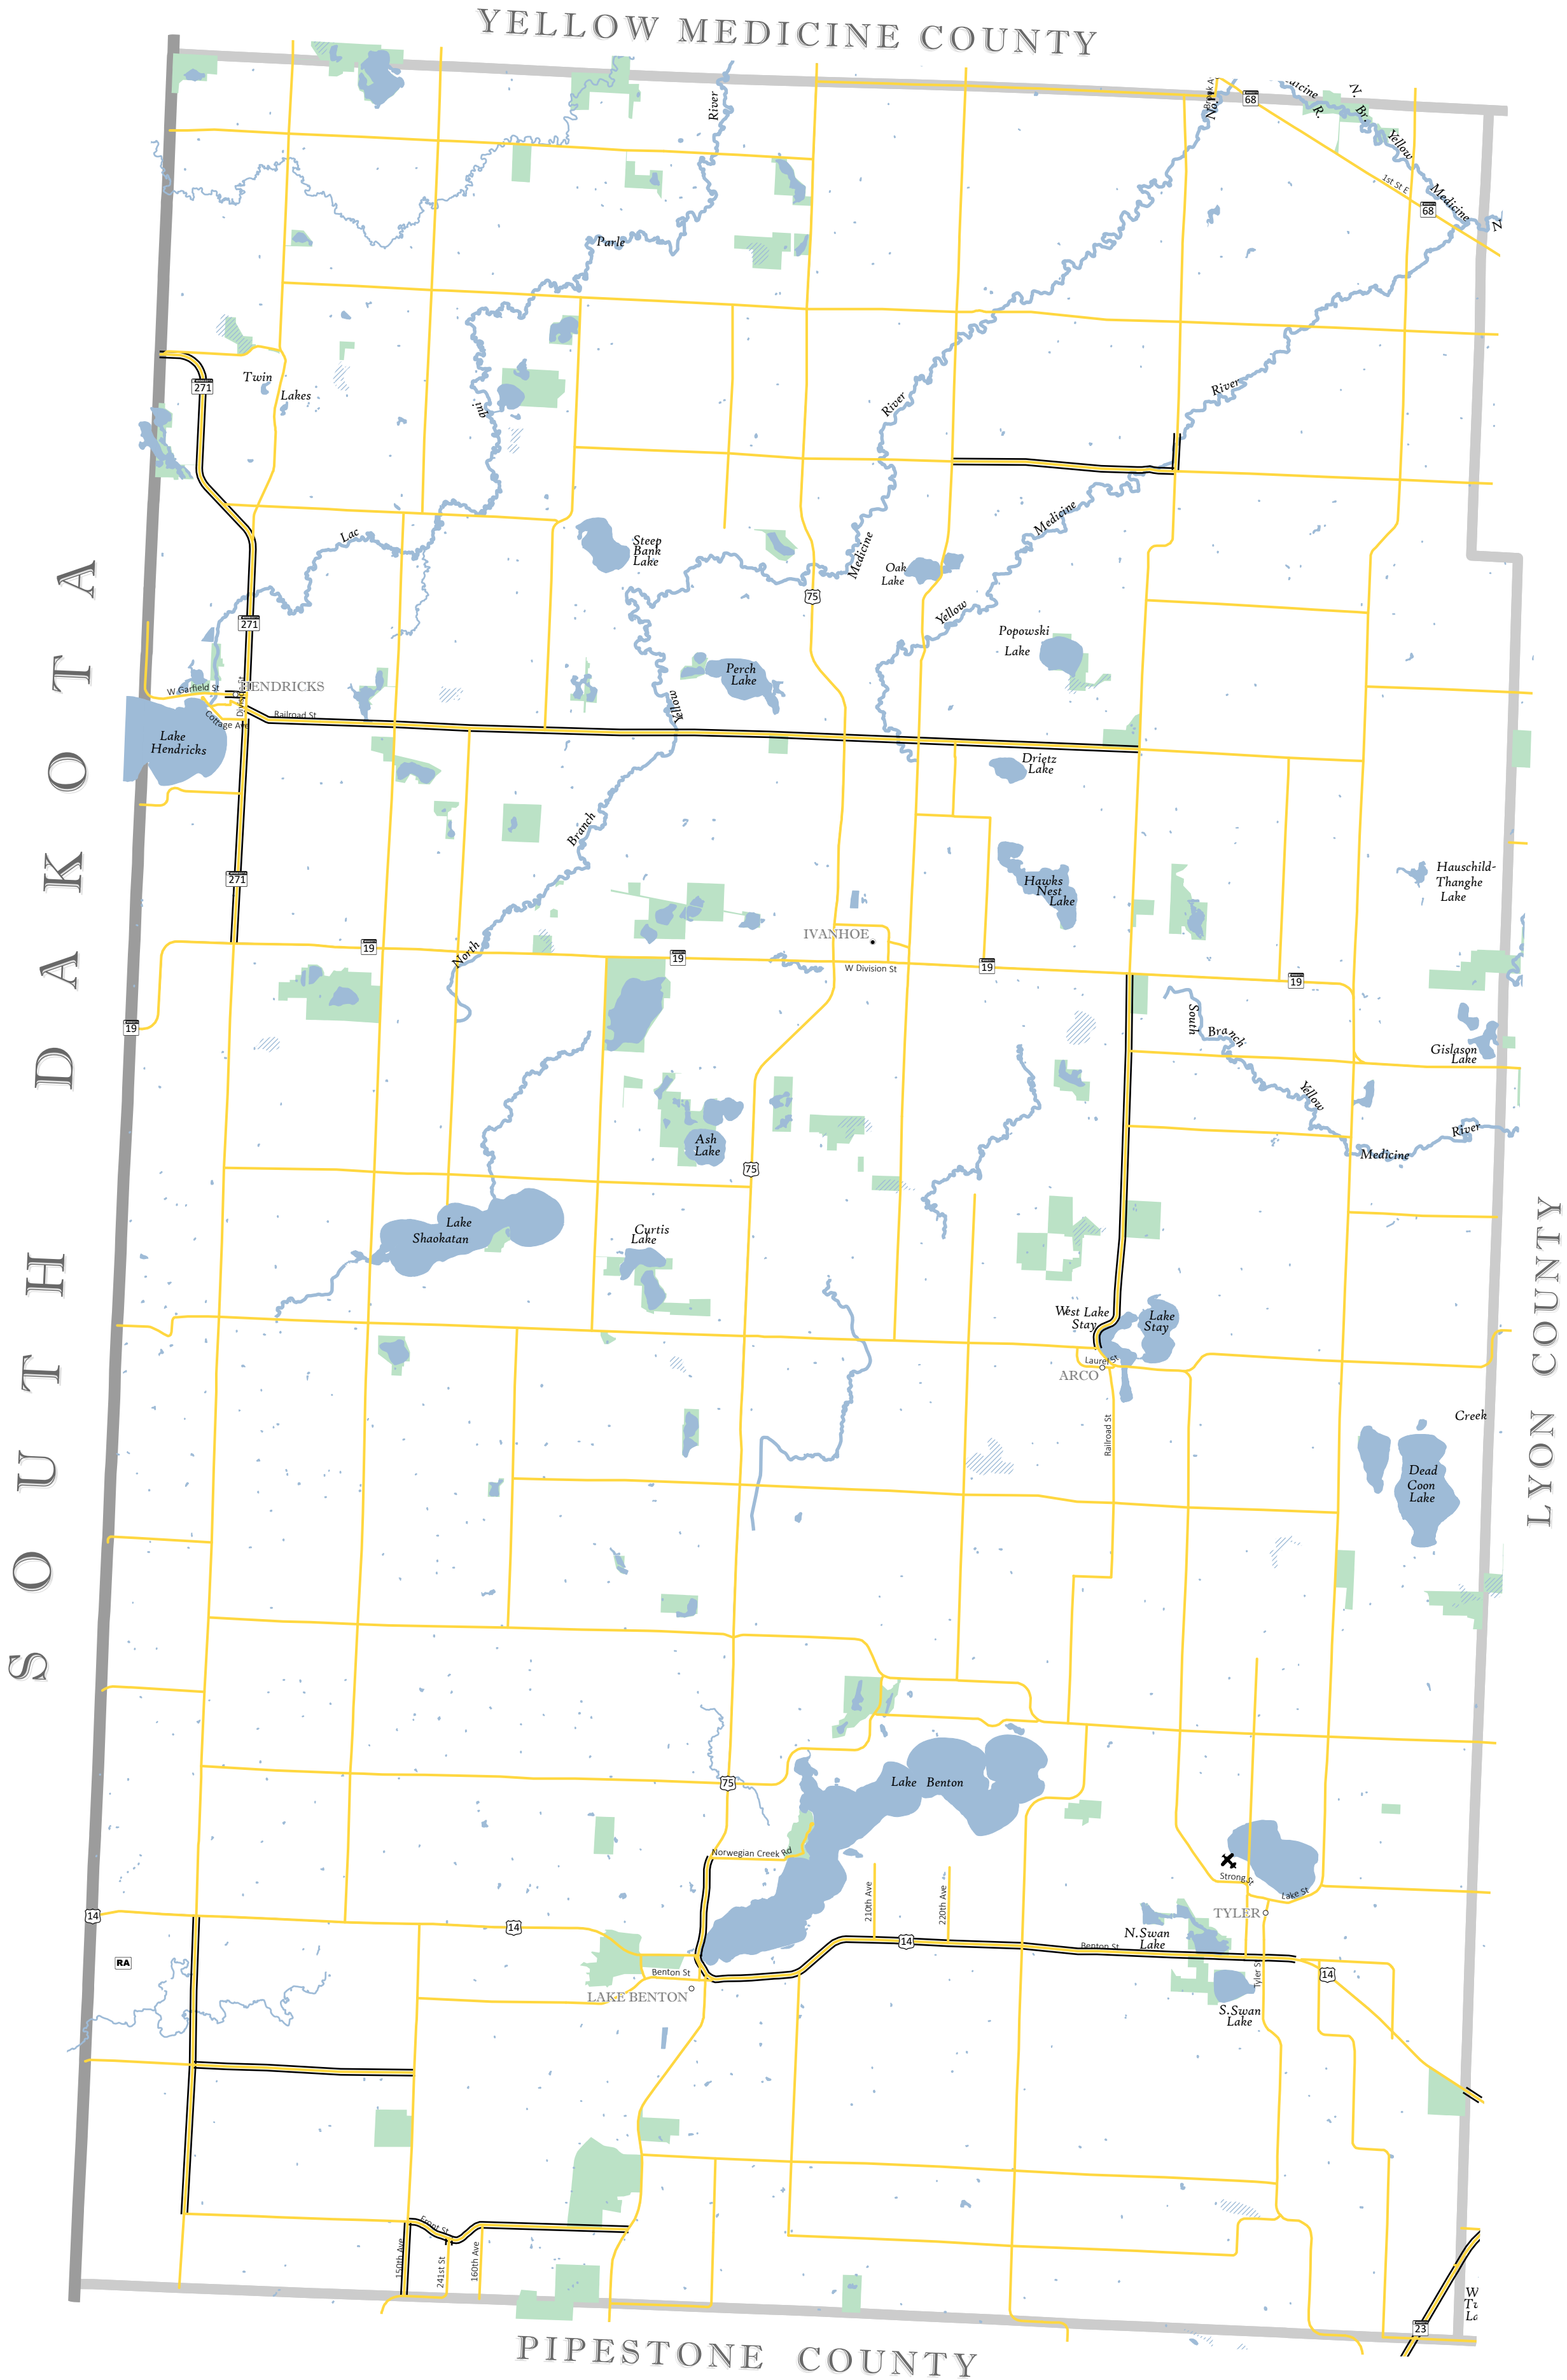 YELLOW MEDICINE COUNTY
River
68
N. Br. Yellow
R.
1st St E
Medicine
68
Parle
Twin
Lakes
271
qui
River
River
Lac
Steep
Bank
Lake
Medicine
Medicine
Oak
Lake
75
Yellow
271
Popowski
Lake
Perch
Lake
Yellow
HENDRICKS
W Garfield St
Cottage Ave
Railroad St
Lake
Hendricks
Drietz
Lake
Branch
271
Hawks
Nest
Lake
Hauschild-
Thanghe
Lake
IVANHOE
North
19
19
W Division St
19
19
19
South
Branch
Gislason
Lake
Yellow
River
Medicine
Ash
Lake
75
Lake
Shaokatan
Curtis
Lake
West Lake
Stay
Lake
Stay
Laurel St
ARCO
Railroad St
Creek
Dead
Coon
Lake
SOUTH DAKOTA
LYON COUNTY
75
Lake Benton
Norwegian Creek Rd
Strong St
Lake St
210th Ave
220th Ave
TYLER
N.Swan
Lake
14
14
14
Benton St
Benton St
Tyler St
14
RA
LAKE BENTON
S.Swan
Lake
Front St
150th Ave
241st St
160th Ave
23
PIPESTONE COUNTY